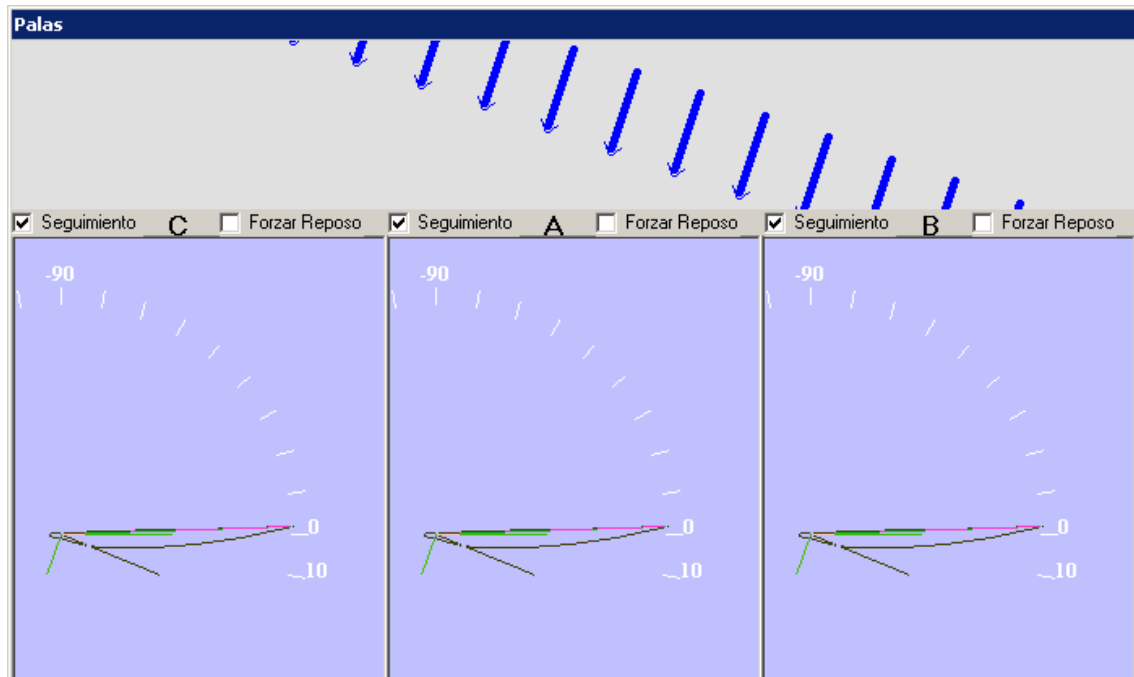 Palas
Seguimiento C Forzar Reposo Seguimiento A Forzar Reposo Seguimiento B Forzar Reposo
-90 -90 -90
0 0 0
10 10 10